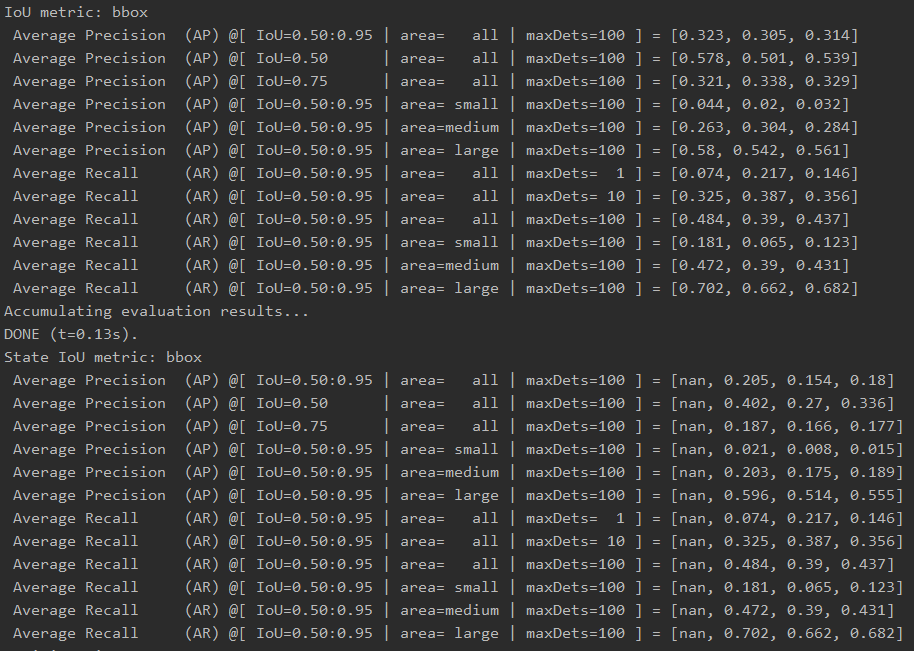 IoU metric: bbox
 Average Precision  (AP) @[ IoU=0.50:0.95 | area=   all | maxDets=100 ] = [0.323, 0.305, 0.314]
 Average Precision  (AP) @[ IoU=0.50      | area=   all | maxDets=100 ] = [0.578, 0.501, 0.539]
 Average Precision  (AP) @[ IoU=0.75      | area=   all | maxDets=100 ] = [0.321, 0.338, 0.329]
 Average Precision  (AP) @[ IoU=0.50:0.95 | area= small | maxDets=100 ] = [0.044, 0.02, 0.032]
 Average Precision  (AP) @[ IoU=0.50:0.95 | area=medium | maxDets=100 ] = [0.263, 0.304, 0.284]
 Average Precision  (AP) @[ IoU=0.50:0.95 | area= large | maxDets=100 ] = [0.58, 0.542, 0.561]
 Average Recall     (AR) @[ IoU=0.50:0.95 | area=   all | maxDets=  1 ] = [0.074, 0.217, 0.146]
 Average Recall     (AR) @[ IoU=0.50:0.95 | area=   all | maxDets= 10 ] = [0.325, 0.387, 0.356]
 Average Recall     (AR) @[ IoU=0.50:0.95 | area=   all | maxDets=100 ] = [0.484, 0.39, 0.437]
 Average Recall     (AR) @[ IoU=0.50:0.95 | area= small | maxDets=100 ] = [0.181, 0.065, 0.123]
 Average Recall     (AR) @[ IoU=0.50:0.95 | area=medium | maxDets=100 ] = [0.472, 0.39, 0.431]
 Average Recall     (AR) @[ IoU=0.50:0.95 | area= large | maxDets=100 ] = [0.702, 0.662, 0.682]
Accumulating evaluation results...
DONE (t=0.13s).
State IoU metric: bbox
 Average Precision  (AP) @[ IoU=0.50:0.95 | area=   all | maxDets=100 ] = [nan, 0.205, 0.154, 0.18]
 Average Precision  (AP) @[ IoU=0.50      | area=   all | maxDets=100 ] = [nan, 0.402, 0.27, 0.336]
 Average Precision  (AP) @[ IoU=0.75      | area=   all | maxDets=100 ] = [nan, 0.187, 0.166, 0.177]
 Average Precision  (AP) @[ IoU=0.50:0.95 | area= small | maxDets=100 ] = [nan, 0.021, 0.008, 0.015]
 Average Precision  (AP) @[ IoU=0.50:0.95 | area=medium | maxDets=100 ] = [nan, 0.203, 0.175, 0.189]
 Average Precision  (AP) @[ IoU=0.50:0.95 | area= large | maxDets=100 ] = [nan, 0.596, 0.514, 0.555]
 Average Recall     (AR) @[ IoU=0.50:0.95 | area=   all | maxDets=  1 ] = [nan, 0.074, 0.217, 0.146]
 Average Recall     (AR) @[ IoU=0.50:0.95 | area=   all | maxDets= 10 ] = [nan, 0.325, 0.387, 0.356]
 Average Recall     (AR) @[ IoU=0.50:0.95 | area=   all | maxDets=100 ] = [nan, 0.484, 0.39, 0.437]
 Average Recall     (AR) @[ IoU=0.50:0.95 | area= small | maxDets=100 ] = [nan, 0.181, 0.065, 0.123]
 Average Recall     (AR) @[ IoU=0.50:0.95 | area=medium | maxDets=100 ] = [nan, 0.472, 0.39, 0.431]
 Average Recall     (AR) @[ IoU=0.50:0.95 | area= large | maxDets=100 ] = [nan, 0.702, 0.662, 0.682]